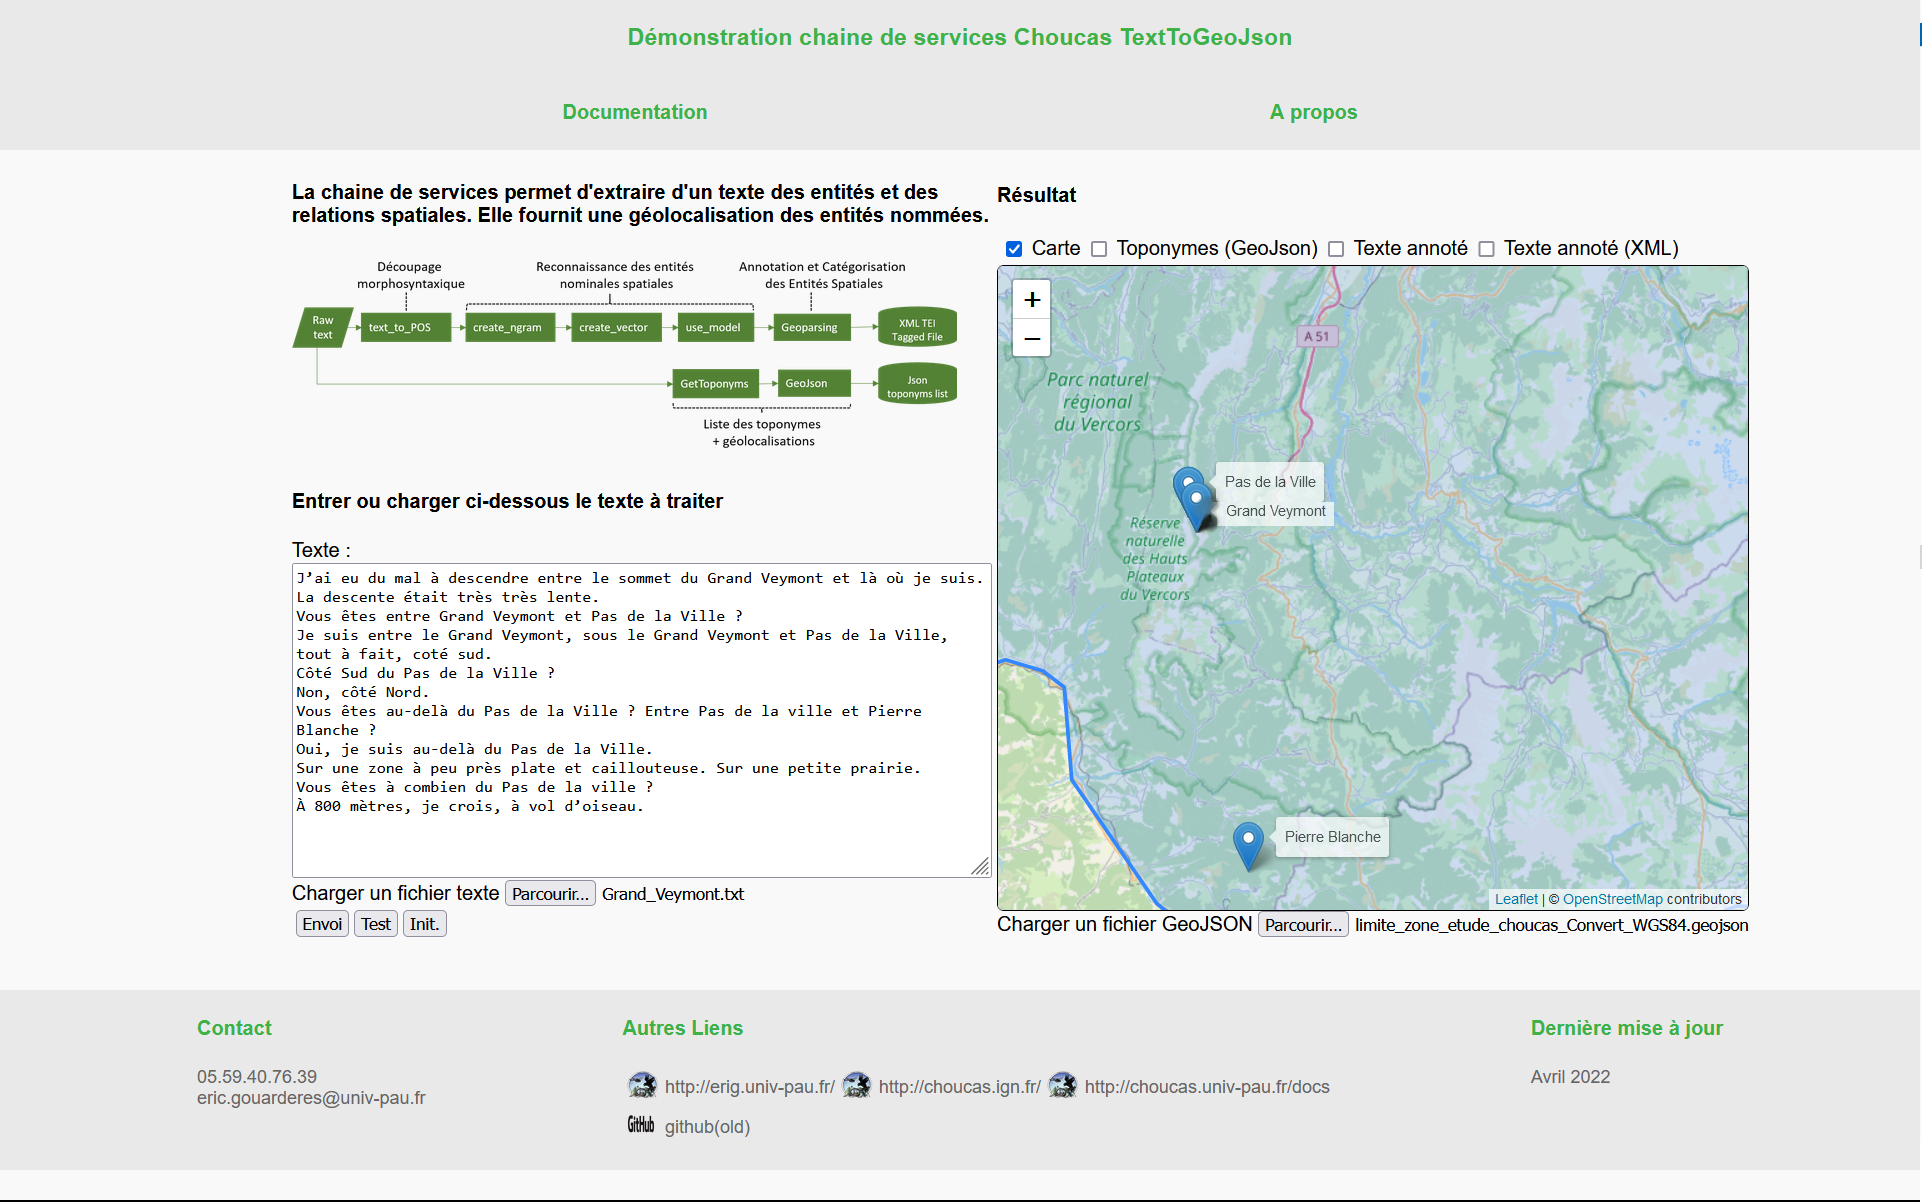 Démonstration chaine de services Choucas TextToGeoJson
Documentation
A propos
La chaine de services permet d'extraire d'un texte des entités et des
relations spatiales. Elle fournit une géolocalisation des entités nommées.
Découpage
morphosyntaxique
Reconnaissance des entités
nominales spatiales
Annotation et Catégorisation
des Entités Spatiales
Raw
text
text_to_POS
create_ngram
create_vector
use_model
Geoparsing
XML TEI
Tagged File
GetToponyms
GeoJson
Json
toponyms list
Liste des toponymes
+ géolocalisations
Entrer ou charger ci-dessous le texte à traiter
Texte :
J’ai eu du mal à descendre entre le sommet du Grand Veymont et là où je suis.
La descente était très très lente.
Vous êtes entre Grand Veymont et Pas de la Ville ?
Je suis entre le Grand Veymont, sous le Grand Veymont et Pas de la Ville,
tout à fait, coté sud.
Côté Sud du Pas de la Ville ?
Non, côté Nord.
Vous êtes au-delà du Pas de la Ville ? Entre Pas de la ville et Pierre
Blanche ?
Oui, je suis au-delà du Pas de la Ville.
Sur une zone à peu près plate et caillouteuse. Sur une petite prairie.
Vous êtes à combien du Pas de la ville ?
À 800 mètres, je crois, à vol d’oiseau.
Charger un fichier texte Parcourir... Grand_Veymont.txt
Envoi Test Init.
Résultat
Carte Toponymes (GeoJson) Texte annoté Texte annoté (XML)
+
−
A 51
Parc naturel
régional
du Vercors
Pas de la Ville
Grand Veymont
Réserve
naturelle
des Hauts
Plateaux
du Vercors
Pierre Blanche
Leaflet | © OpenStreetMap contributors
Charger un fichier GeoJSON Parcourir... limite_zone_etude_choucas_Convert_WGS84.geojson
Contact
05.59.40.76.39
eric.gouarderes@univ-pau.fr
Autres Liens
http://erig.univ-pau.fr/ http://choucas.ign.fr/ http://choucas.univ-pau.fr/docs
GitHub github(old)
Dernière mise à jour
Avril 2022